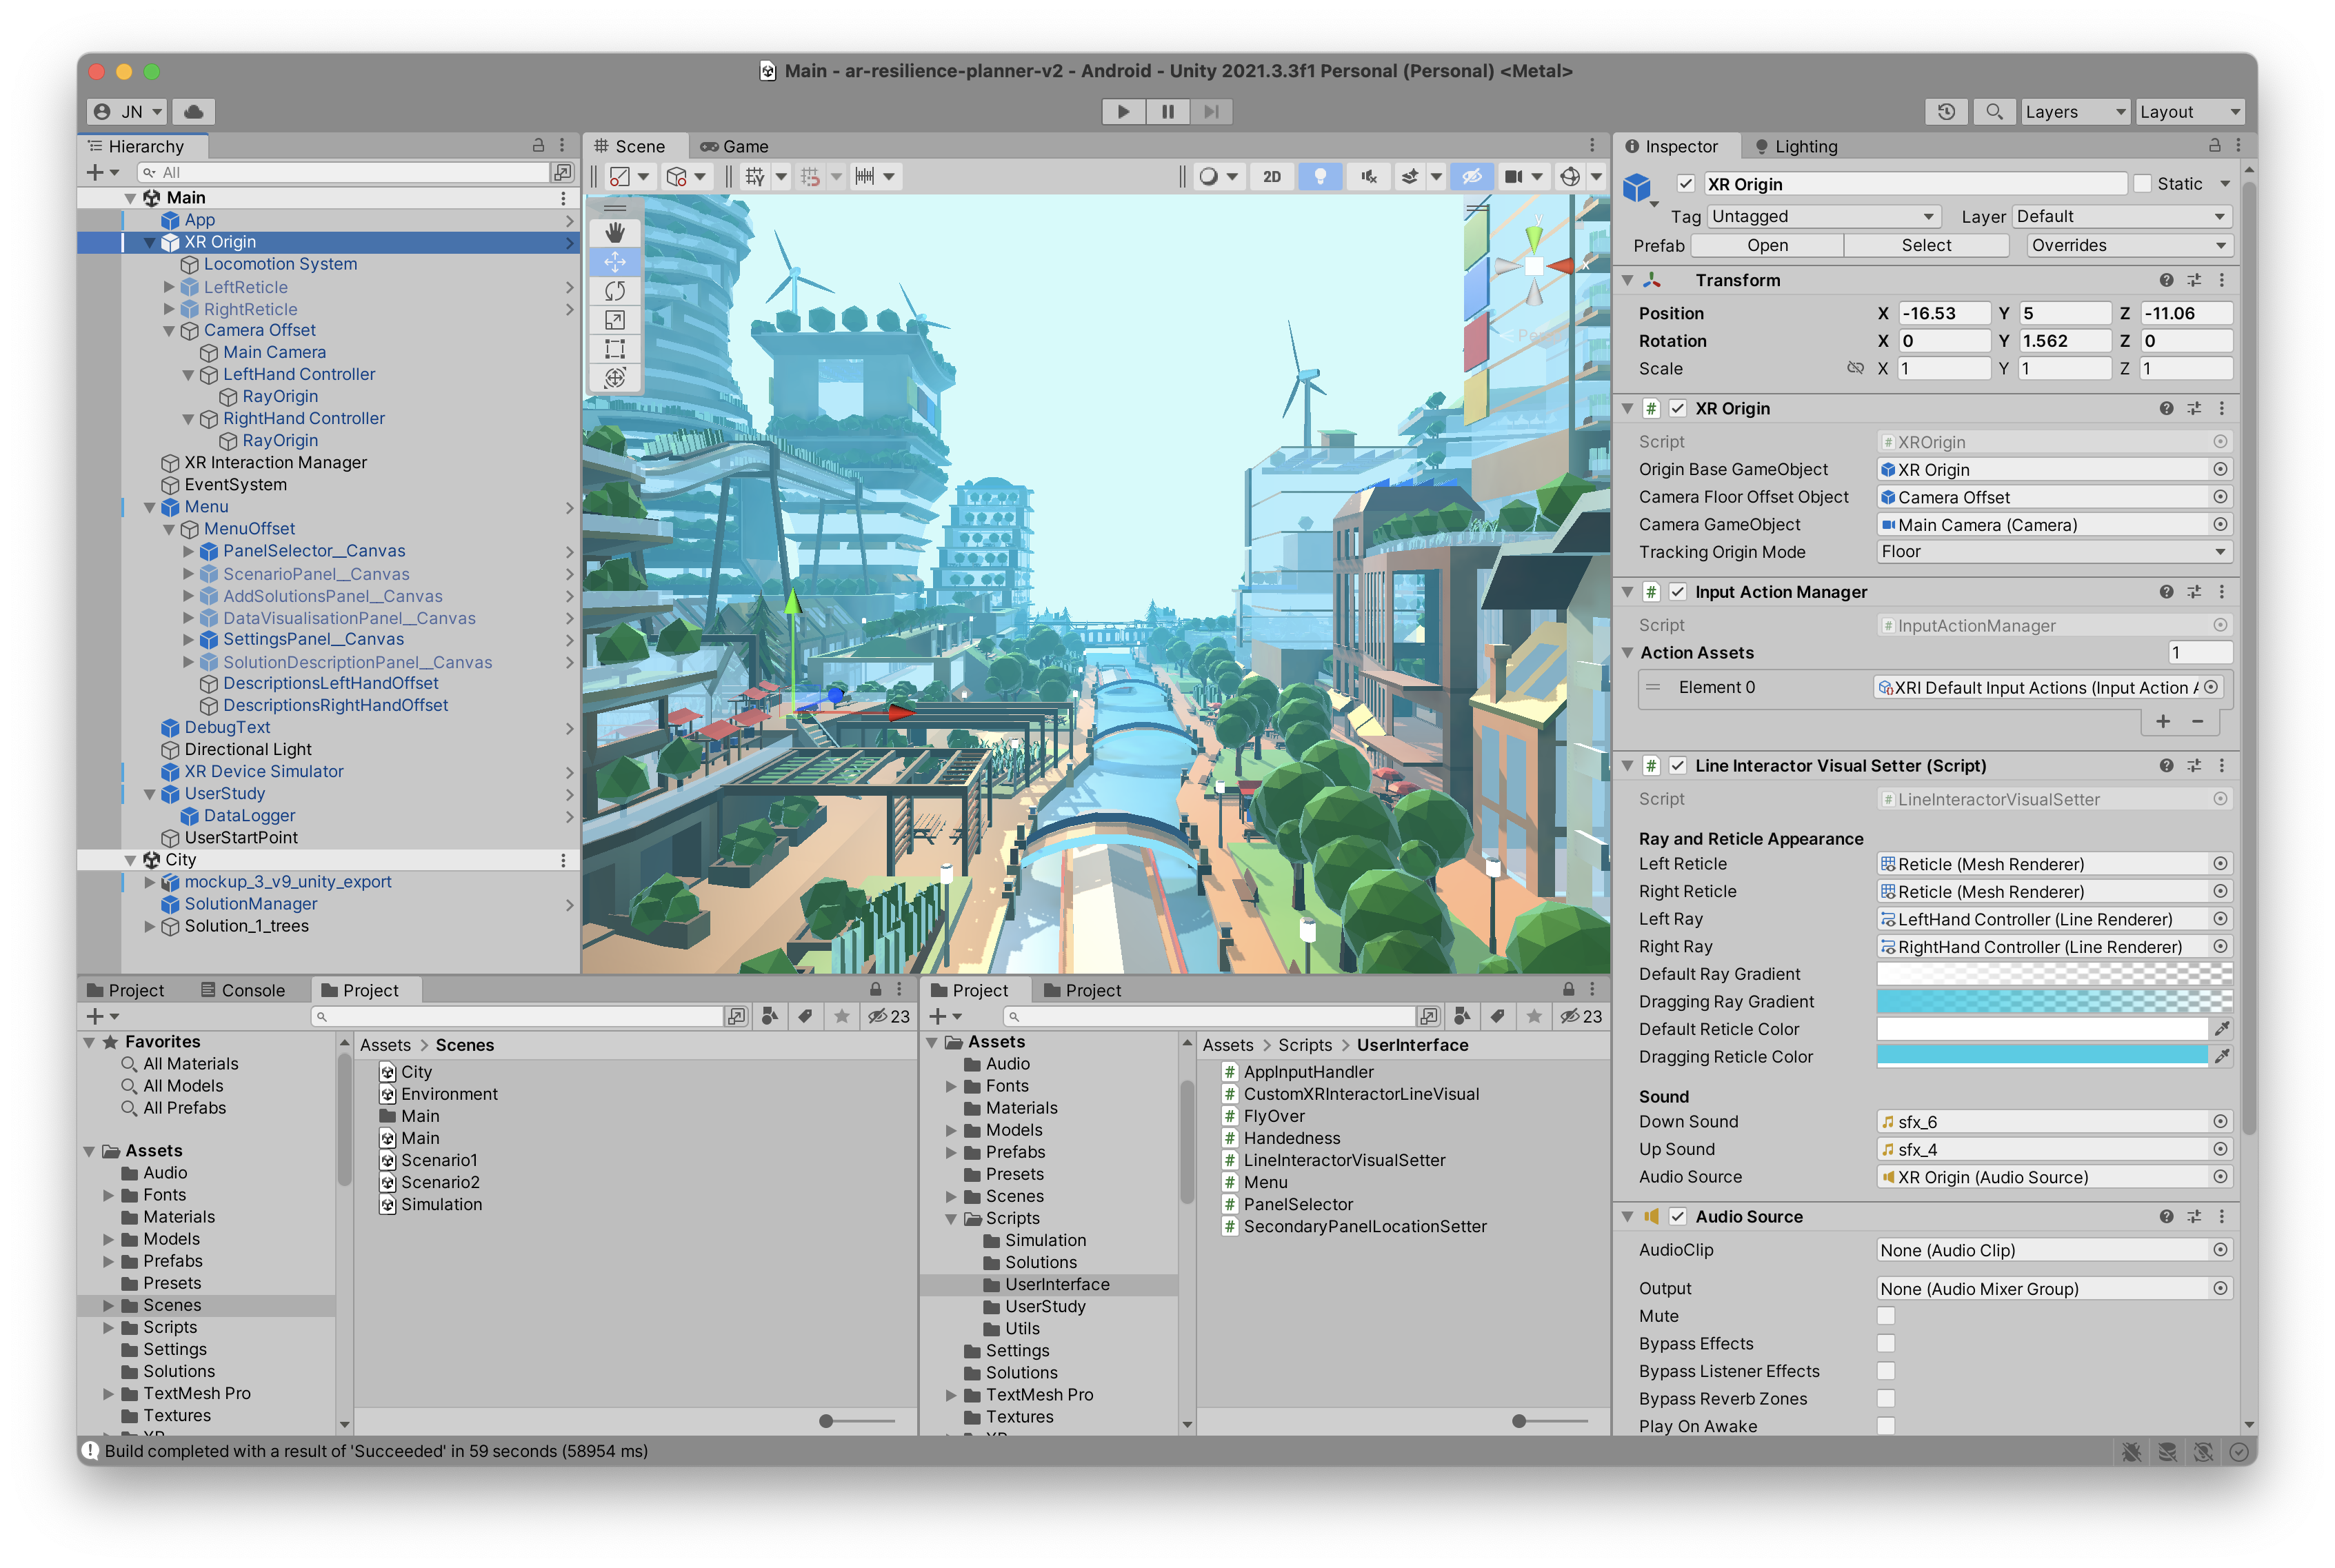 Main - ar-resilience-planner-v2 - Android - Unity 2021.3.3f1 Personal (Personal) <Metal>
JN
Layers
Layout
Hierarchy
All
Main
App
XR Origin
Locomotion System
LeftReticle
RightReticle
Camera Offset
Main Camera
LeftHand Controller
RayOrigin
RightHand Controller
RayOrigin
XR Interaction Manager
EventSystem
Menu
MenuOffset
PanelSelector__Canvas
ScenarioPanel__Canvas
AddSolutionsPanel__Canvas
DataVisualisationPanel__Canvas
SettingsPanel__Canvas
SolutionDescriptionPanel__Canvas
DescriptionsLeftHandOffset
DescriptionsRightHandOffset
DebugText
Directional Light
XR Device Simulator
UserStudy
DataLogger
UserStartPoint
City
mockup_3_v9_unity_export
SolutionManager
Solution_1_trees
Scene Game
2D
y
x
Inspector Lighting
XR Origin Static
Tag Untagged Layer Default
Prefab Open Select Overrides
Transform
Position X -16.53 Y 5 Z -11.06
Rotation X 0 Y 1.562 Z 0
Scale X 1 Y 1 Z 1
XR Origin
Script XROrigin
Origin Base GameObject XR Origin
Camera Floor Offset Object Camera Offset
Camera GameObject Main Camera (Camera)
Tracking Origin Mode Floor
Input Action Manager
Script InputActionManager
Action Assets 1
Element 0 XRI Default Input Actions (Input Action
Line Interactor Visual Setter (Script)
Script LineInteractorVisualSetter
Ray and Reticle Appearance
Left Reticle Reticle (Mesh Renderer)
Right Reticle Reticle (Mesh Renderer)
Left Ray LeftHand Controller (Line Renderer)
Right Ray RightHand Controller (Line Renderer)
Default Ray Gradient
Dragging Ray Gradient
Default Reticle Color
Dragging Reticle Color
Sound
Down Sound sfx_6
Up Sound sfx_4
Audio Source XR Origin (Audio Source)
Audio Source
AudioClip None (Audio Clip)
Output None (Audio Mixer Group)
Mute
Bypass Effects
Bypass Listener Effects
Bypass Reverb Zones
Play On Awake
Project Console Project
23
Favorites
All Materials
All Models
All Prefabs
Assets
Audio
Fonts
Materials
Models
Prefabs
Presets
Scenes
Scripts
Settings
Solutions
TextMesh Pro
Textures
Assets > Scenes
City
Environment
Main
Main
Scenario1
Scenario2
Simulation
Project Project
23
Assets
Audio
Fonts
Materials
Models
Prefabs
Presets
Scenes
Scripts
Simulation
Solutions
UserInterface
UserStudy
Utils
Settings
Solutions
TextMesh Pro
Textures
Assets > Scripts > UserInterface
AppInputHandler
CustomXRInteractorLineVisual
FlyOver
Handedness
LineInteractorVisualSetter
Menu
PanelSelector
SecondaryPanelLocationSetter
Build completed with a result of 'Succeeded' in 59 seconds (58954 ms)